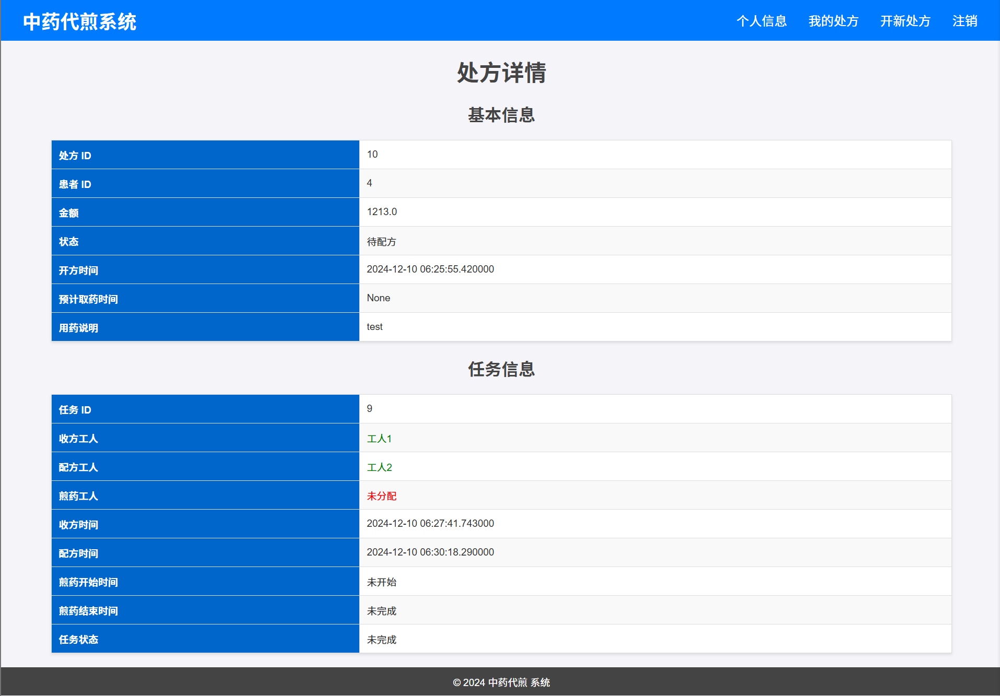 中药代煎系统 个人信息 我的处方 开新处方 注销
处方详情
基本信息
处方 ID 10
患者 ID 4
金额 1213.0
状态 待配方
开方时间 2024-12-10 06:25:55.420000
预计取药时间 None
用药说明 test
任务信息
任务 ID 9
收方工人 工人1
配方工人 工人2
煎药工人 未分配
收方时间 2024-12-10 06:27:41.743000
配方时间 2024-12-10 06:30:18.290000
煎药开始时间 未开始
煎药结束时间 未完成
任务状态 未完成
© 2024 中药代煎 系统